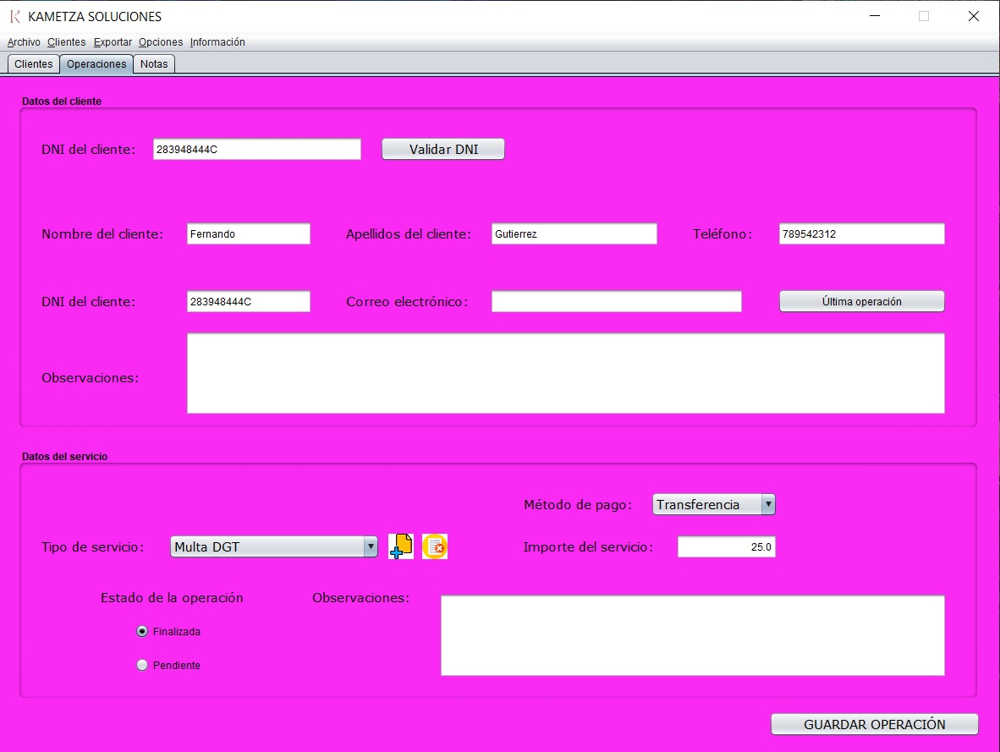 KAMETZA SOLUCIONES
Archivo Clientes Exportar Opciones Información
Clientes Operaciones Notas
Datos del cliente
DNI del cliente: 283948444C Validar DNI
Nombre del cliente: Fernando Apellidos del cliente: Gutierrez Teléfono: 789542312
DNI del cliente: 283948444C Correo electrónico: Última operación
Observaciones:
Datos del servicio
Método de pago: Transferencia
Tipo de servicio: Multa DGT Importe del servicio: 25.0
Estado de la operación Observaciones:
Finalizada
Pendiente
GUARDAR OPERACIÓN